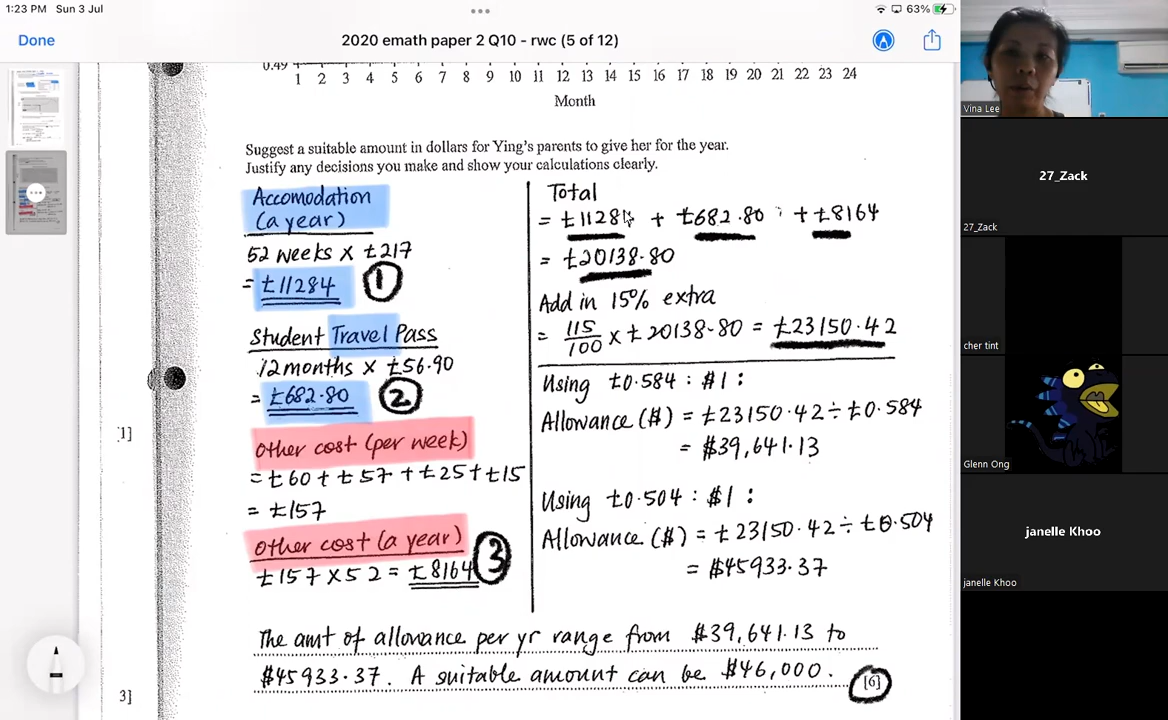 1:23 PM Sun 3 Jul
63%
Done
2020 emath paper 2 Q10 - rwc (5 of 12)
0.49
1 2 3 4 5 6 7 8 9 10 11 12 13 14 15 16 17 18 19 20 21 22 23 24
Month
Suggest a suitable amount in dollars for Ying's parents to give her for the year.
Justify any decisions you make and show your calculations clearly.
Accomodation
(a year)
52 weeks × £217
= £11284 ①
Student Travel Pass
12 months × £56.90
= £682.80 ②
Other cost (per week)
= £60 + £57 + £25 + £15
= £157
Other cost (a year)
£157 × 52 = £8164 ③
Total
= £11284 + £682.80 + £8164
= £20138.80
Add in 15% extra
= 115/100 × £20138.80 = £23150.42
Using £0.584 : $1 :
Allowance ($) = £23150.42 ÷ £0.584
= $39,641.13
Using £0.504 : $1 :
Allowance ($) = £23150.42 ÷ £0.504
= $45933.37
The amt of allowance per yr range from $39,641.13 to
$45933.37. A suitable amount can be $46,000.
[6]
1]
3]
Vina Lee
27_Zack
27_Zack
cher tint
Glenn Ong
janelle Khoo
janelle Khoo